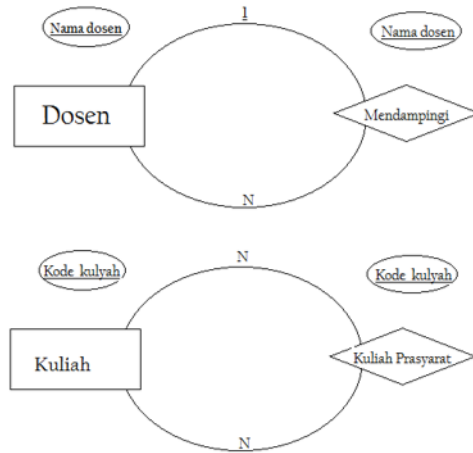 1
Nama dosen
Nama dosen
Dosen
Mendampingi
N
N
Kode kulyah
Kode kulyah
Kuliah
Kuliah Prasyarat
N